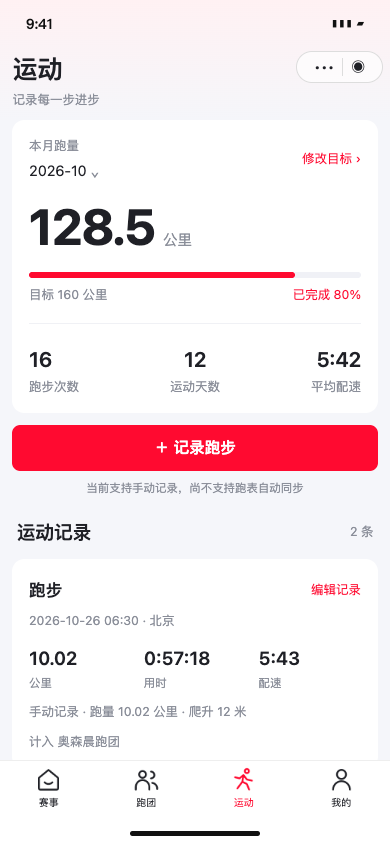 9:41
运动
记录每一步进步
本月跑量
2026-10
修改目标 ›
128.5 公里
目标 160 公里
已完成 80%
16
12
5:42
跑步次数
运动天数
平均配速
+ 记录跑步
当前支持手动记录，尚不支持跑表自动同步
运动记录
2 条
跑步
编辑记录
2026-10-26 06:30 · 北京
10.02
0:57:18
5:43
公里
用时
配速
手动记录 · 跑量 10.02 公里 · 爬升 12 米
计入 奥森晨跑团
赛事
跑团
运动
我的